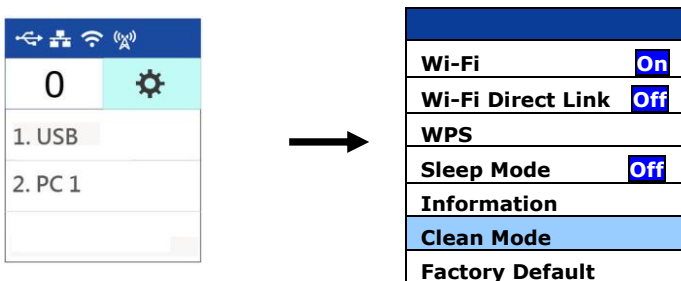 0
1. USB
2. PC 1
Wi-Fi On
Wi-Fi Direct Link Off
WPS
Sleep Mode Off
Information
Clean Mode
Factory Default